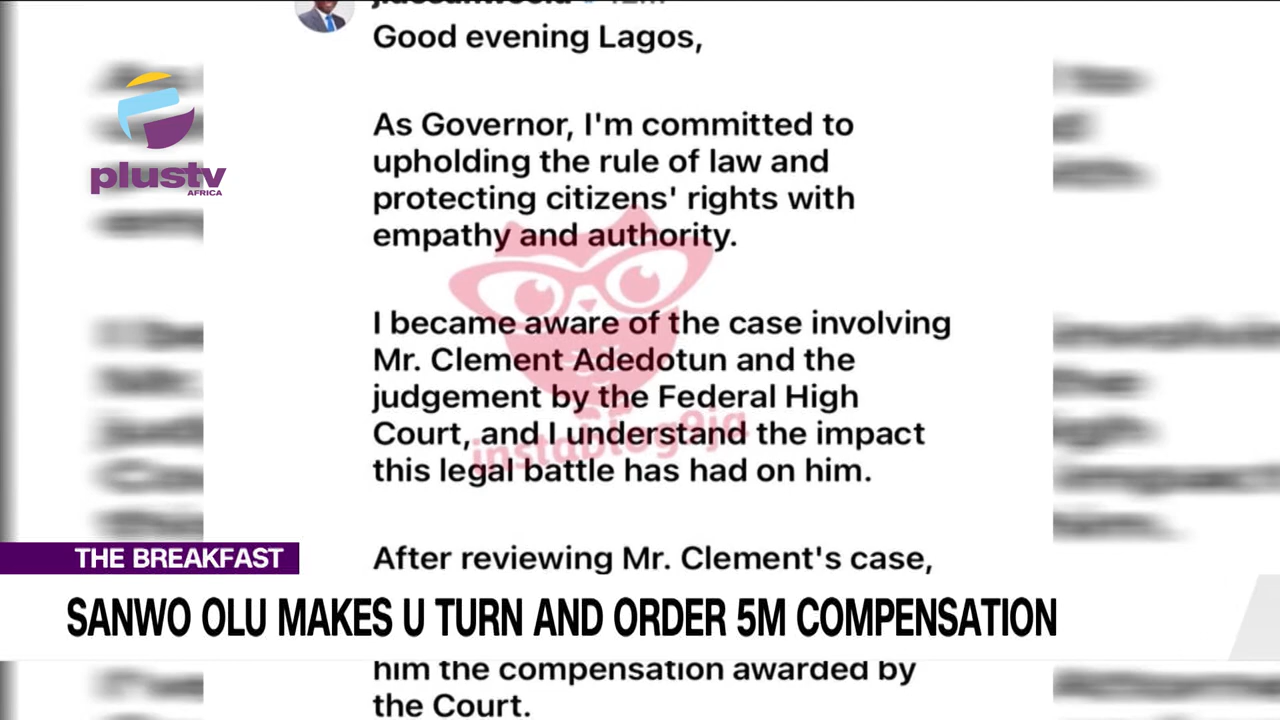 Good evening Lagos,
As Governor, I'm committed to
upholding the rule of law and
protecting citizens' rights with
empathy and authority.
I became aware of the case involving
Mr. Clement Adedotun and the
judgement by the Federal High
Court, and I understand the impact
this legal battle has had on him.
After reviewing Mr. Clement's case,
him the compensation awarded by
the Court.
plustv
AFRICA
instablog9ja
THE BREAKFAST
SANWO OLU MAKES U TURN AND ORDER 5M COMPENSATION